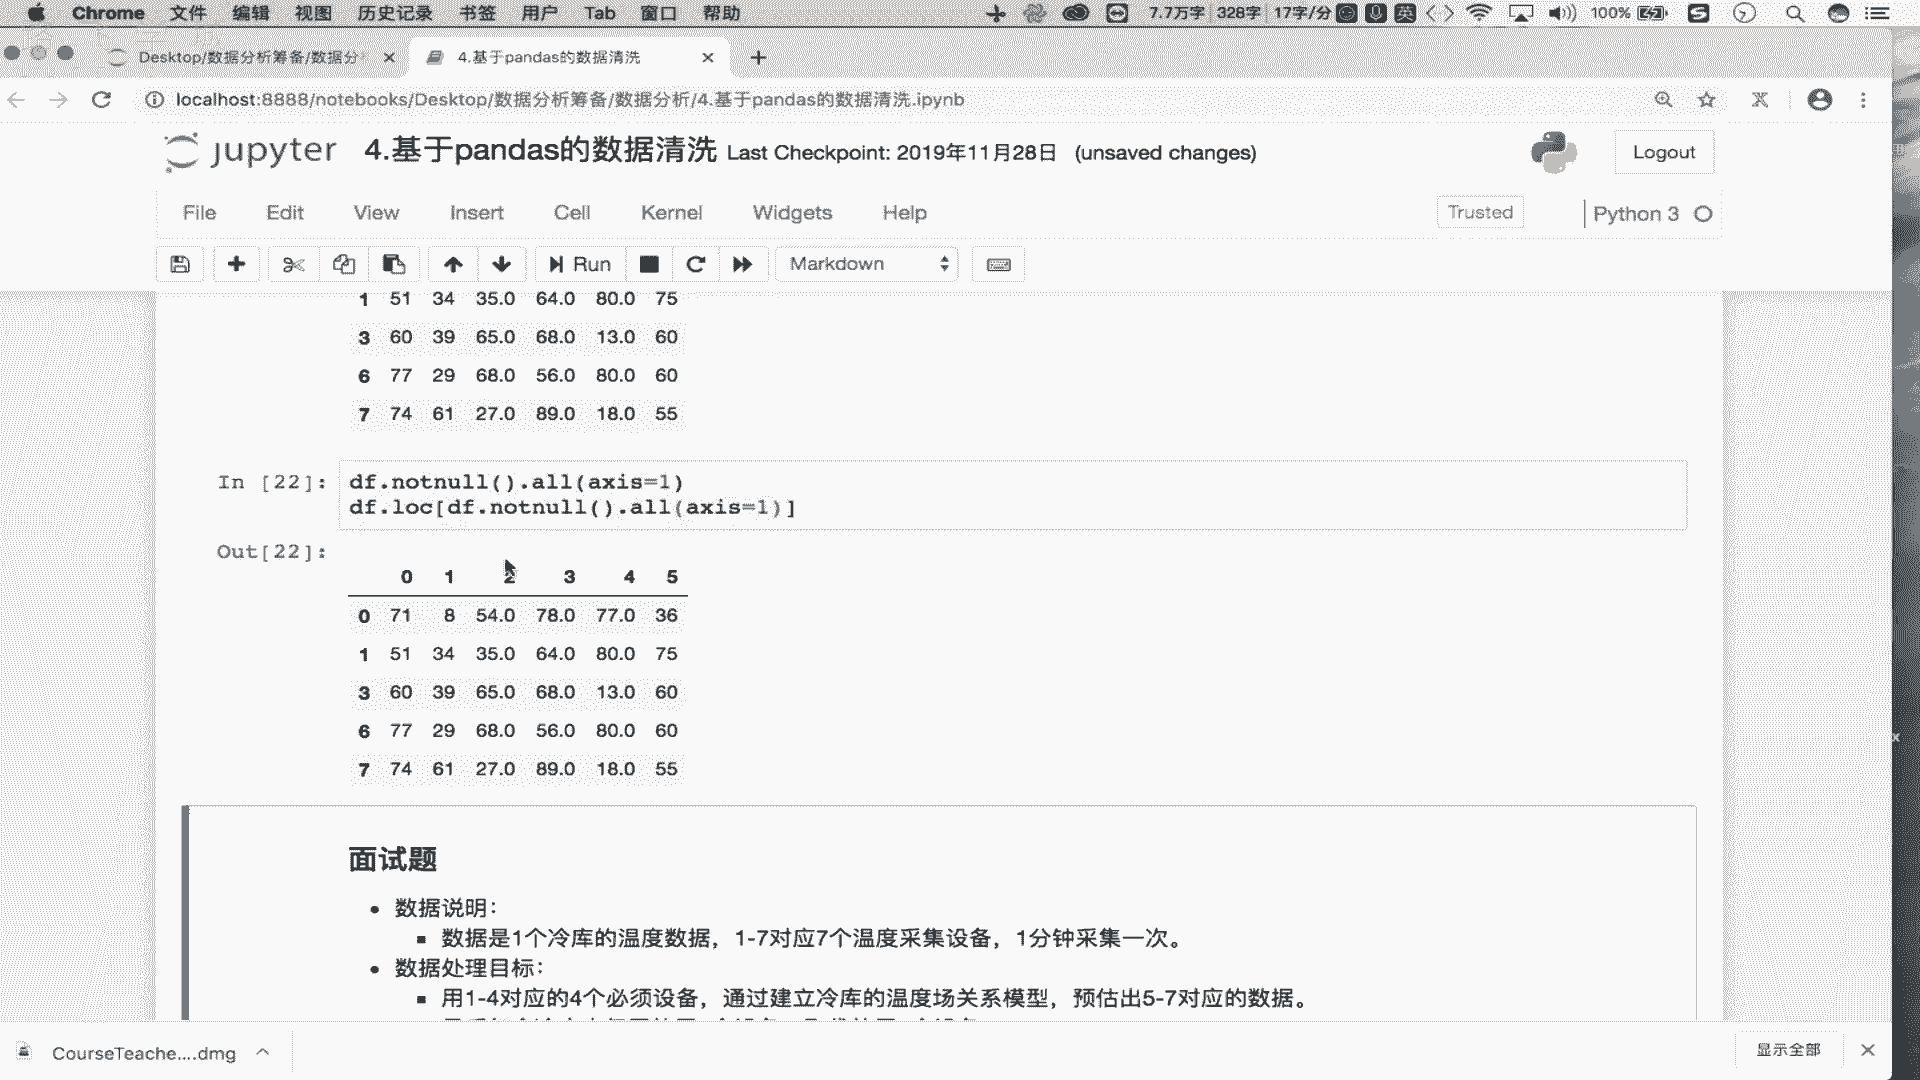 Chrome 文件 编辑 视图 历史记录 书签 用户 Tab 窗口 帮助 7.7万字 328字 17字/分 英 100%
Desktop/数据分析筹备/数据分 4.基于pandas的数据清洗
localhost:8888/notebooks/Desktop/数据分析筹备/数据分析/4.基于pandas的数据清洗.ipynb
jupyter 4.基于pandas的数据清洗 Last Checkpoint: 2019年11月28日 (unsaved changes) Logout
File Edit View Insert Cell Kernel Widgets Help Trusted Python 3
Run Markdown
1 51 34 35.0 64.0 80.0 75
3 60 39 65.0 68.0 13.0 60
6 77 29 68.0 56.0 80.0 60
7 74 61 27.0 89.0 18.0 55
In [22]: df.notnull().all(axis=1)
df.loc[df.notnull().all(axis=1)]
Out[22]:
0 1 2 3 4 5
0 71 8 54.0 78.0 77.0 36
1 51 34 35.0 64.0 80.0 75
3 60 39 65.0 68.0 13.0 60
6 77 29 68.0 56.0 80.0 60
7 74 61 27.0 89.0 18.0 55
面试题
数据说明：
数据是1个冷库的温度数据，1-7对应7个温度采集设备，1分钟采集一次。
数据处理目标：
用1-4对应的4个必须设备，通过建立冷库的温度场关系模型，预估出5-7对应的数据。
CourseTeache....dmg 显示全部